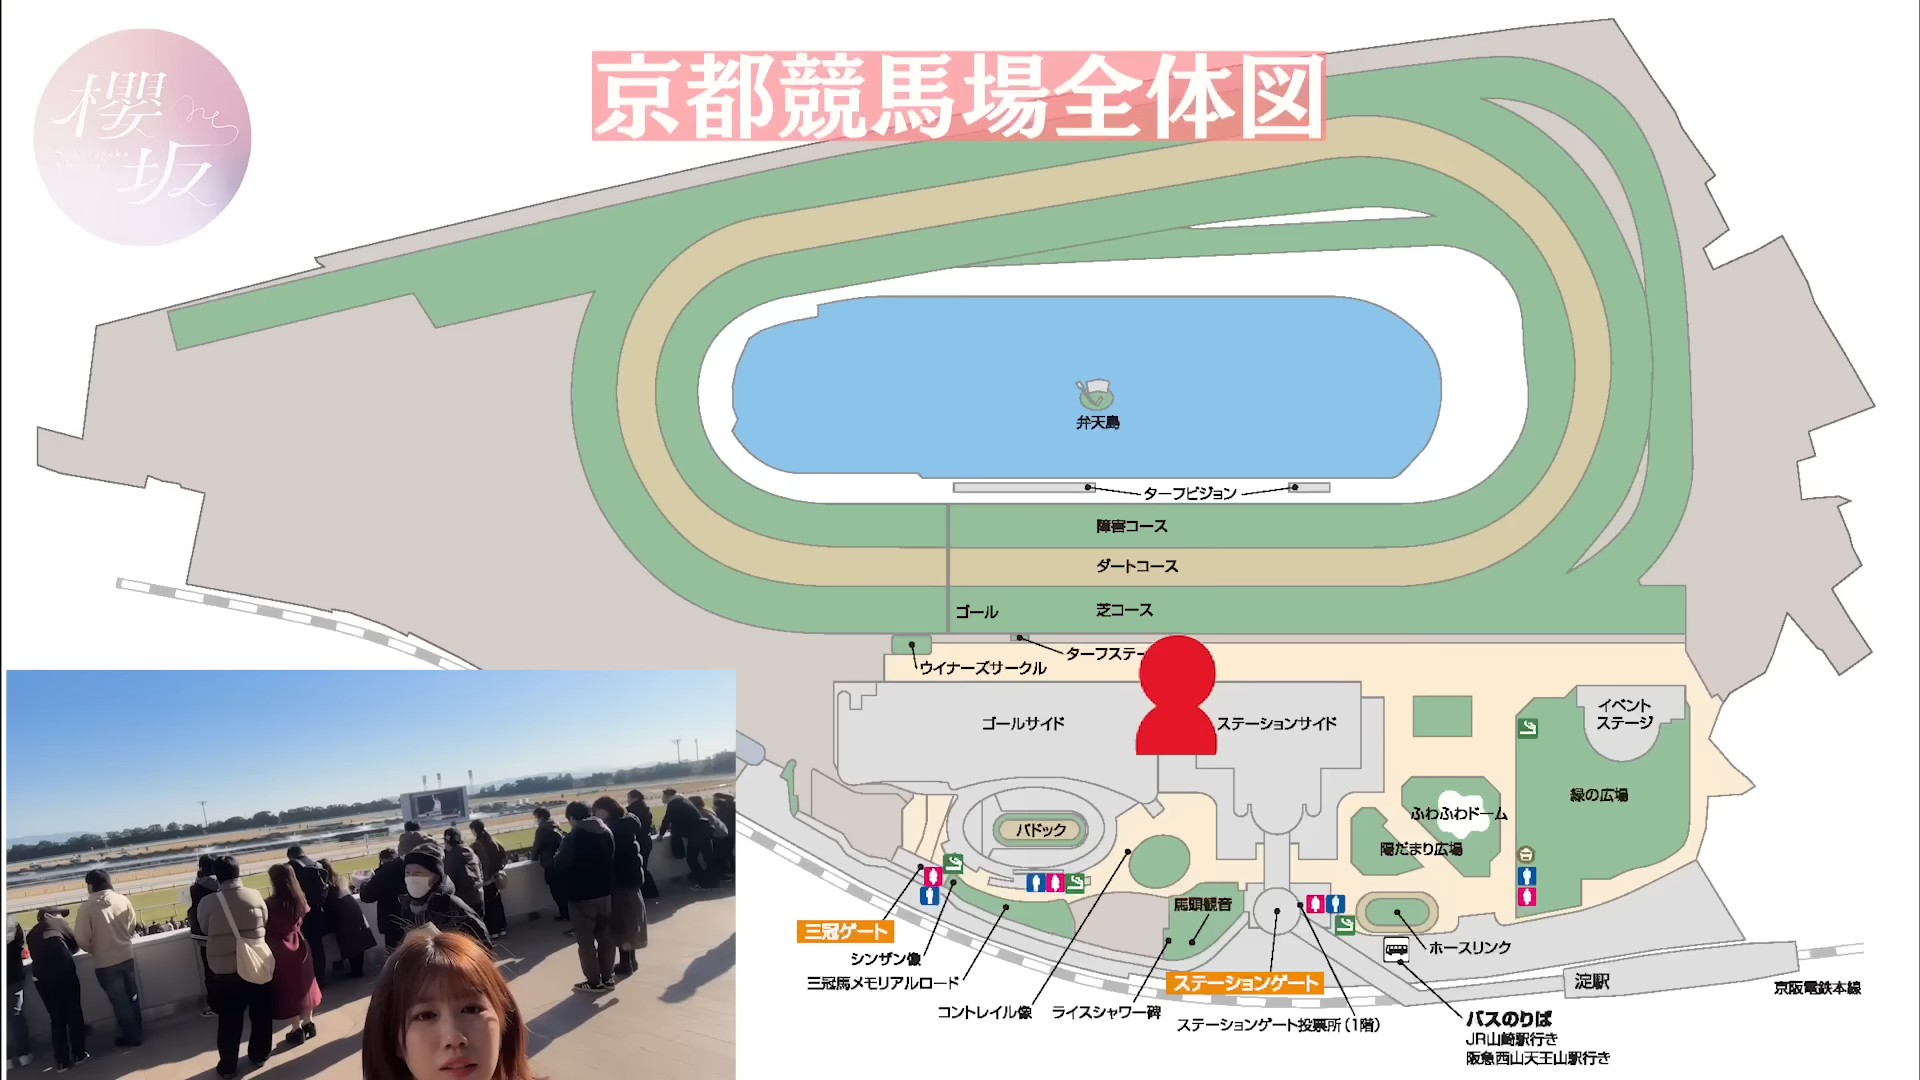 京都競馬場全体図
櫻坂
弁天島
ターフビジョン
障害コース
ダートコース
ゴール
芝コース
ターフステー
ウイナーズサークル
ゴールサイド
ステーションサイド
イベント
ステージ
緑の広場
ふわふわドーム
陽だまり広場
パドック
馬頭観音
三冠ゲート
シンザン像
三冠馬メモリアルロード
コントレイル像
ライスシャワー碑
ステーションゲート
ステーションゲート投票所(1階)
ホースリンク
淀駅
京阪電鉄本線
バスのりば
JR山崎駅行き
阪急西山天王山駅行き